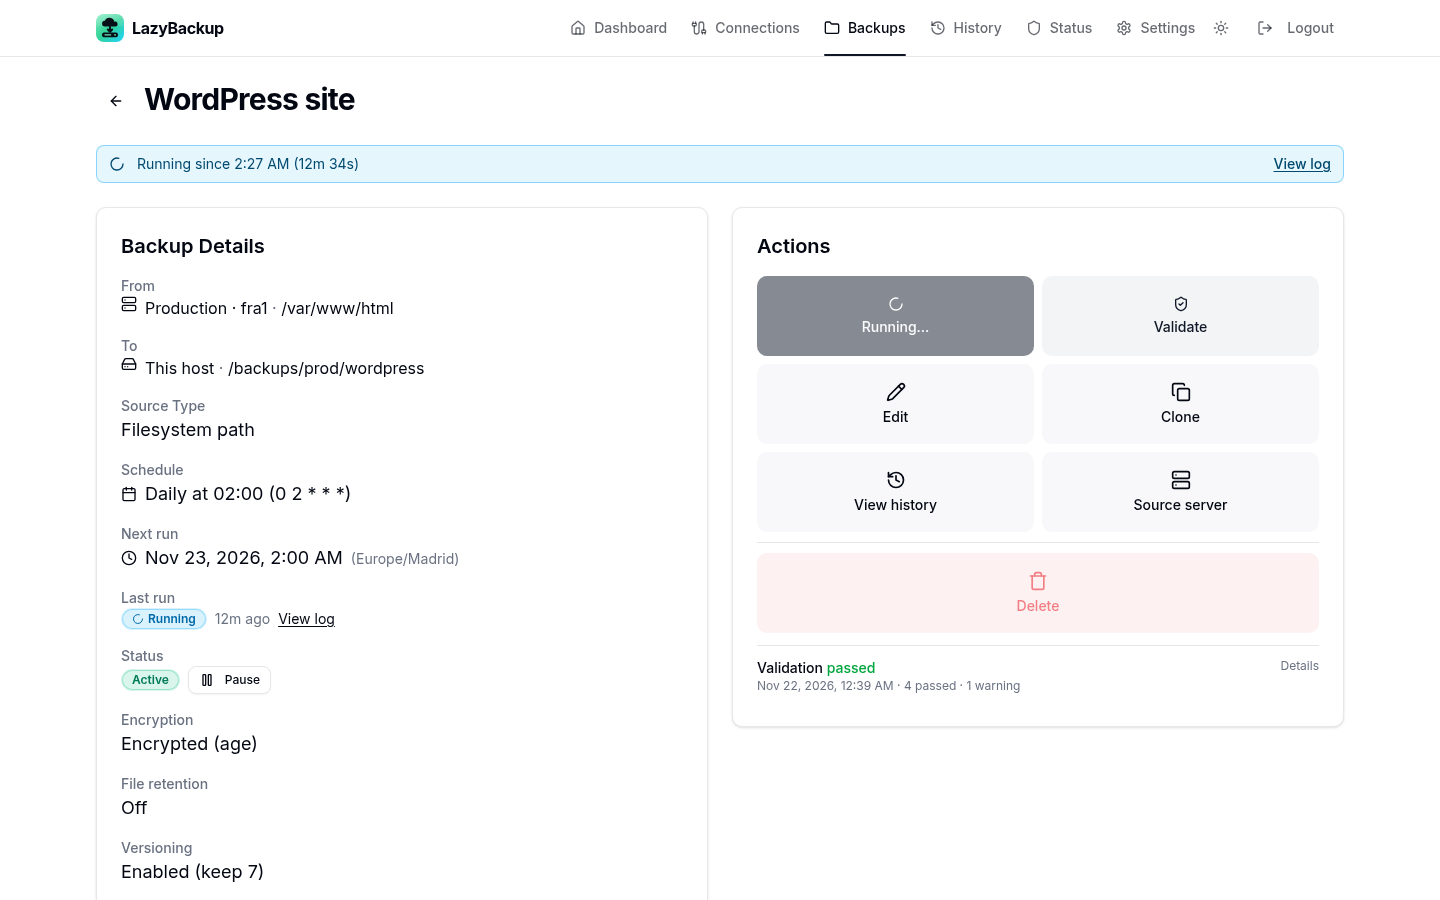 LazyBackup
Dashboard
Connections
Backups
History
Status
Settings
Logout
WordPress site
Running since 2:27 AM (12m 34s)
View log
Backup Details
From
Production · fra1 · /var/www/html
To
This host · /backups/prod/wordpress
Source Type
Filesystem path
Schedule
Daily at 02:00 (0 2 * * *)
Next run
Nov 23, 2026, 2:00 AM (Europe/Madrid)
Last run
Running 12m ago View log
Status
Active Pause
Encryption
Encrypted (age)
File retention
Off
Versioning
Enabled (keep 7)
Actions
Running...
Validate
Edit
Clone
View history
Source server
Delete
Validation passed
Details
Nov 22, 2026, 12:39 AM · 4 passed · 1 warning